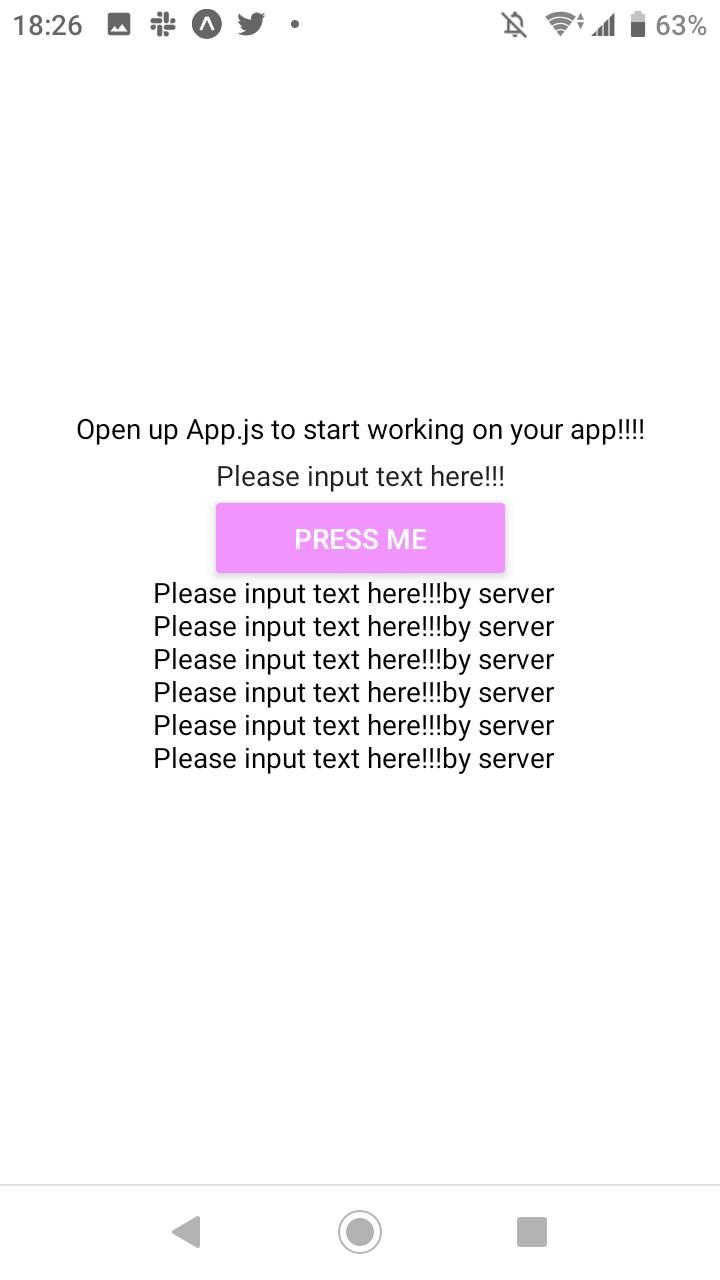 18:26 63%
Open up App.js to start working on your app!!!!
Please input text here!!!
PRESS ME
Please input text here!!!by server
Please input text here!!!by server
Please input text here!!!by server
Please input text here!!!by server
Please input text here!!!by server
Please input text here!!!by server